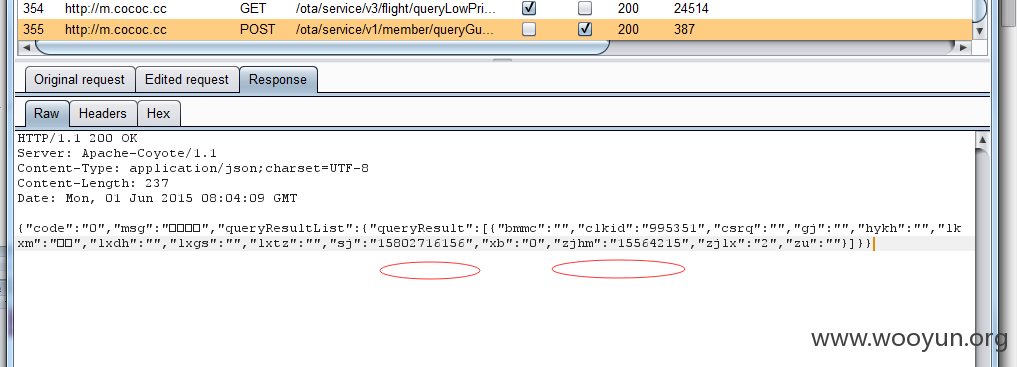 354 http://m.cococ.cc GET /ota/service/v3/flight/queryLowPri... 200 24514
355 http://m.cococ.cc POST /ota/service/v1/member/queryGu... 200 387
Original request Edited request Response
Raw Headers Hex
HTTP/1.1 200 OK
Server: Apache-Coyote/1.1
Content-Type: application/json;charset=UTF-8
Content-Length: 237
Date: Mon, 01 Jun 2015 08:04:09 GMT
{"code":"0","msg":"□□□□","queryResultList":{"queryResult":[{"bmmc":"","clkid":"995351","csrq":"","gj":"","hykh":"","lk
xm":"□□","lxdh":"","lxgs":"","lxtz":"","sj":"15802716156","xb":"0","zjhm":"15564215","zjlx":"2","zu":""}]}}
www.wooyun.org